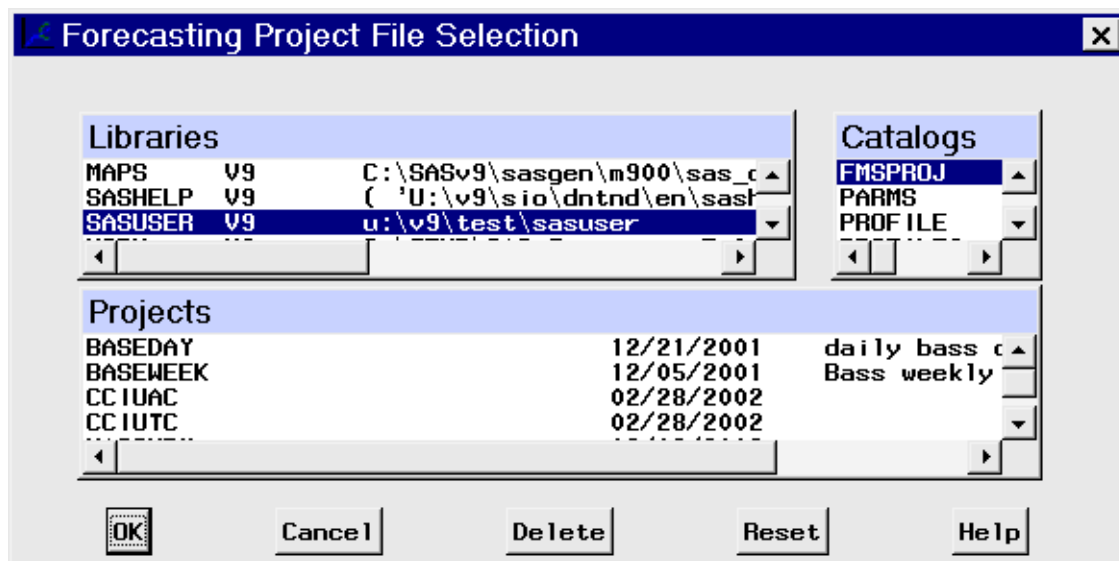 Forecasting Project File Selection
Libraries
MAPS V9 C:\SASv9\sasgen\m900\sas_
SASHELP V9 ( 'U:\v9\sio\dntnd\en\sash
SASUSER V9 u:\v9\test\sasuser
Catalogs
FMSPROJ
PARMS
PROFILE
Projects
BASEDAY 12/21/2001 daily bass
BASEWEEK 12/05/2001 Bass weekly
CCIUAC 02/28/2002
CCIUTC 02/28/2002
OK Cancel Delete Reset Help